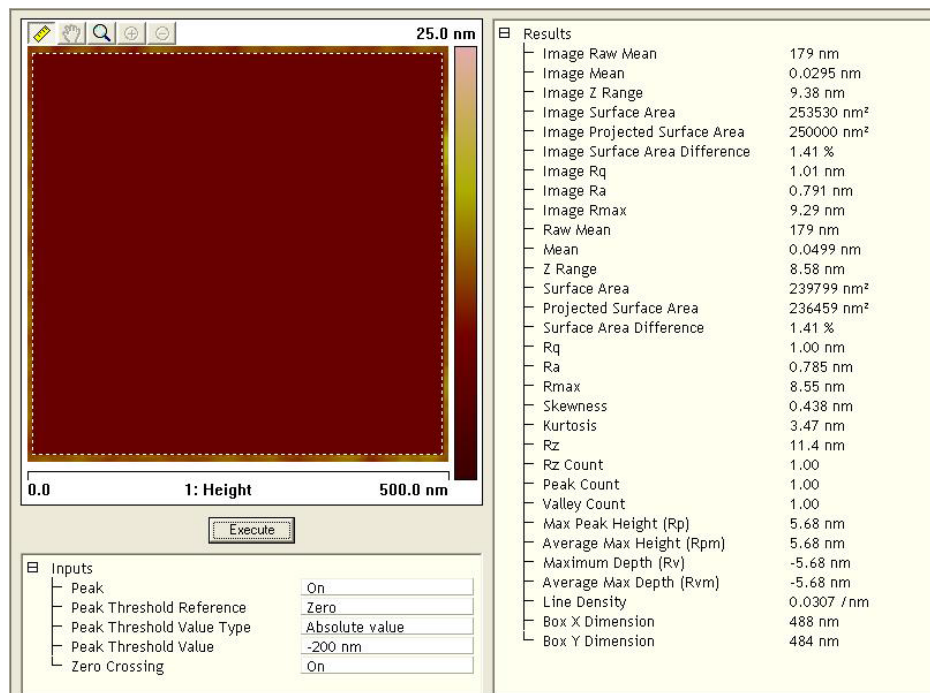 25.0 nm
0.0 1: Height 500.0 nm
Execute
Inputs
Peak On
Peak Threshold Reference Zero
Peak Threshold Value Type Absolute value
Peak Threshold Value -200 nm
Zero Crossing On
Results
Image Raw Mean 179 nm
Image Mean 0.0295 nm
Image Z Range 9.38 nm
Image Surface Area 253530 nm²
Image Projected Surface Area 250000 nm²
Image Surface Area Difference 1.41 %
Image Rq 1.01 nm
Image Ra 0.791 nm
Image Rmax 9.29 nm
Raw Mean 179 nm
Mean 0.0499 nm
Z Range 8.58 nm
Surface Area 239799 nm²
Projected Surface Area 236459 nm²
Surface Area Difference 1.41 %
Rq 1.00 nm
Ra 0.785 nm
Rmax 8.55 nm
Skewness 0.438 nm
Kurtosis 3.47 nm
Rz 11.4 nm
Rz Count 1.00
Peak Count 1.00
Valley Count 1.00
Max Peak Height (Rp) 5.68 nm
Average Max Height (Rpm) 5.68 nm
Maximum Depth (Rv) -5.68 nm
Average Max Depth (Rvm) -5.68 nm
Line Density 0.0307 /nm
Box X Dimension 488 nm
Box Y Dimension 484 nm